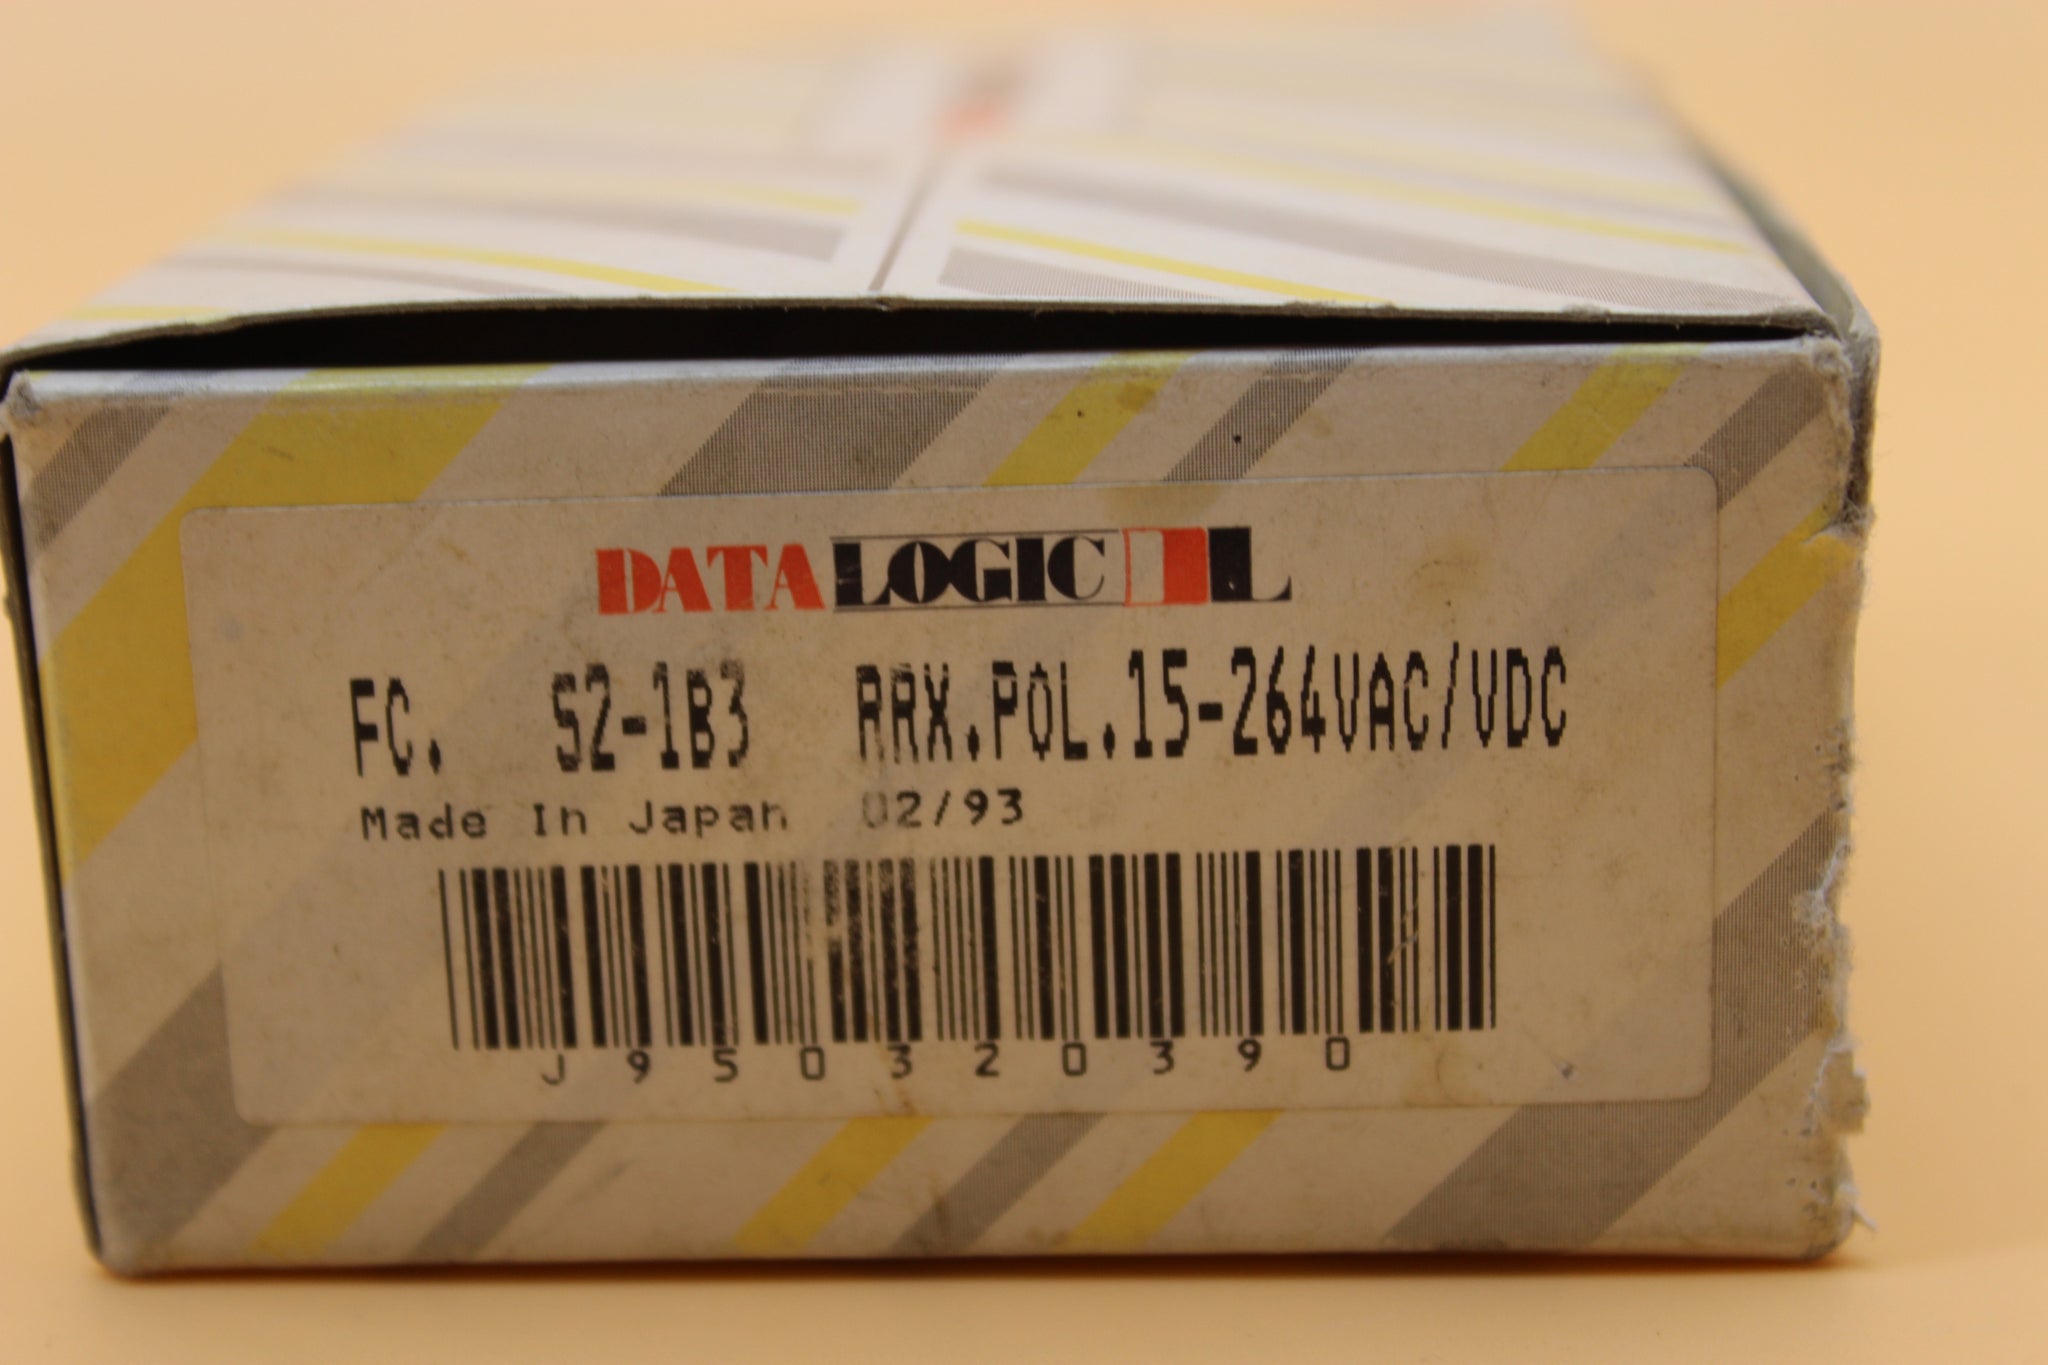 DATALOGIC
FC. S2-1B3 RRX.POL.15-264VAC/VDC
Made In Japan 02/93
J950320390